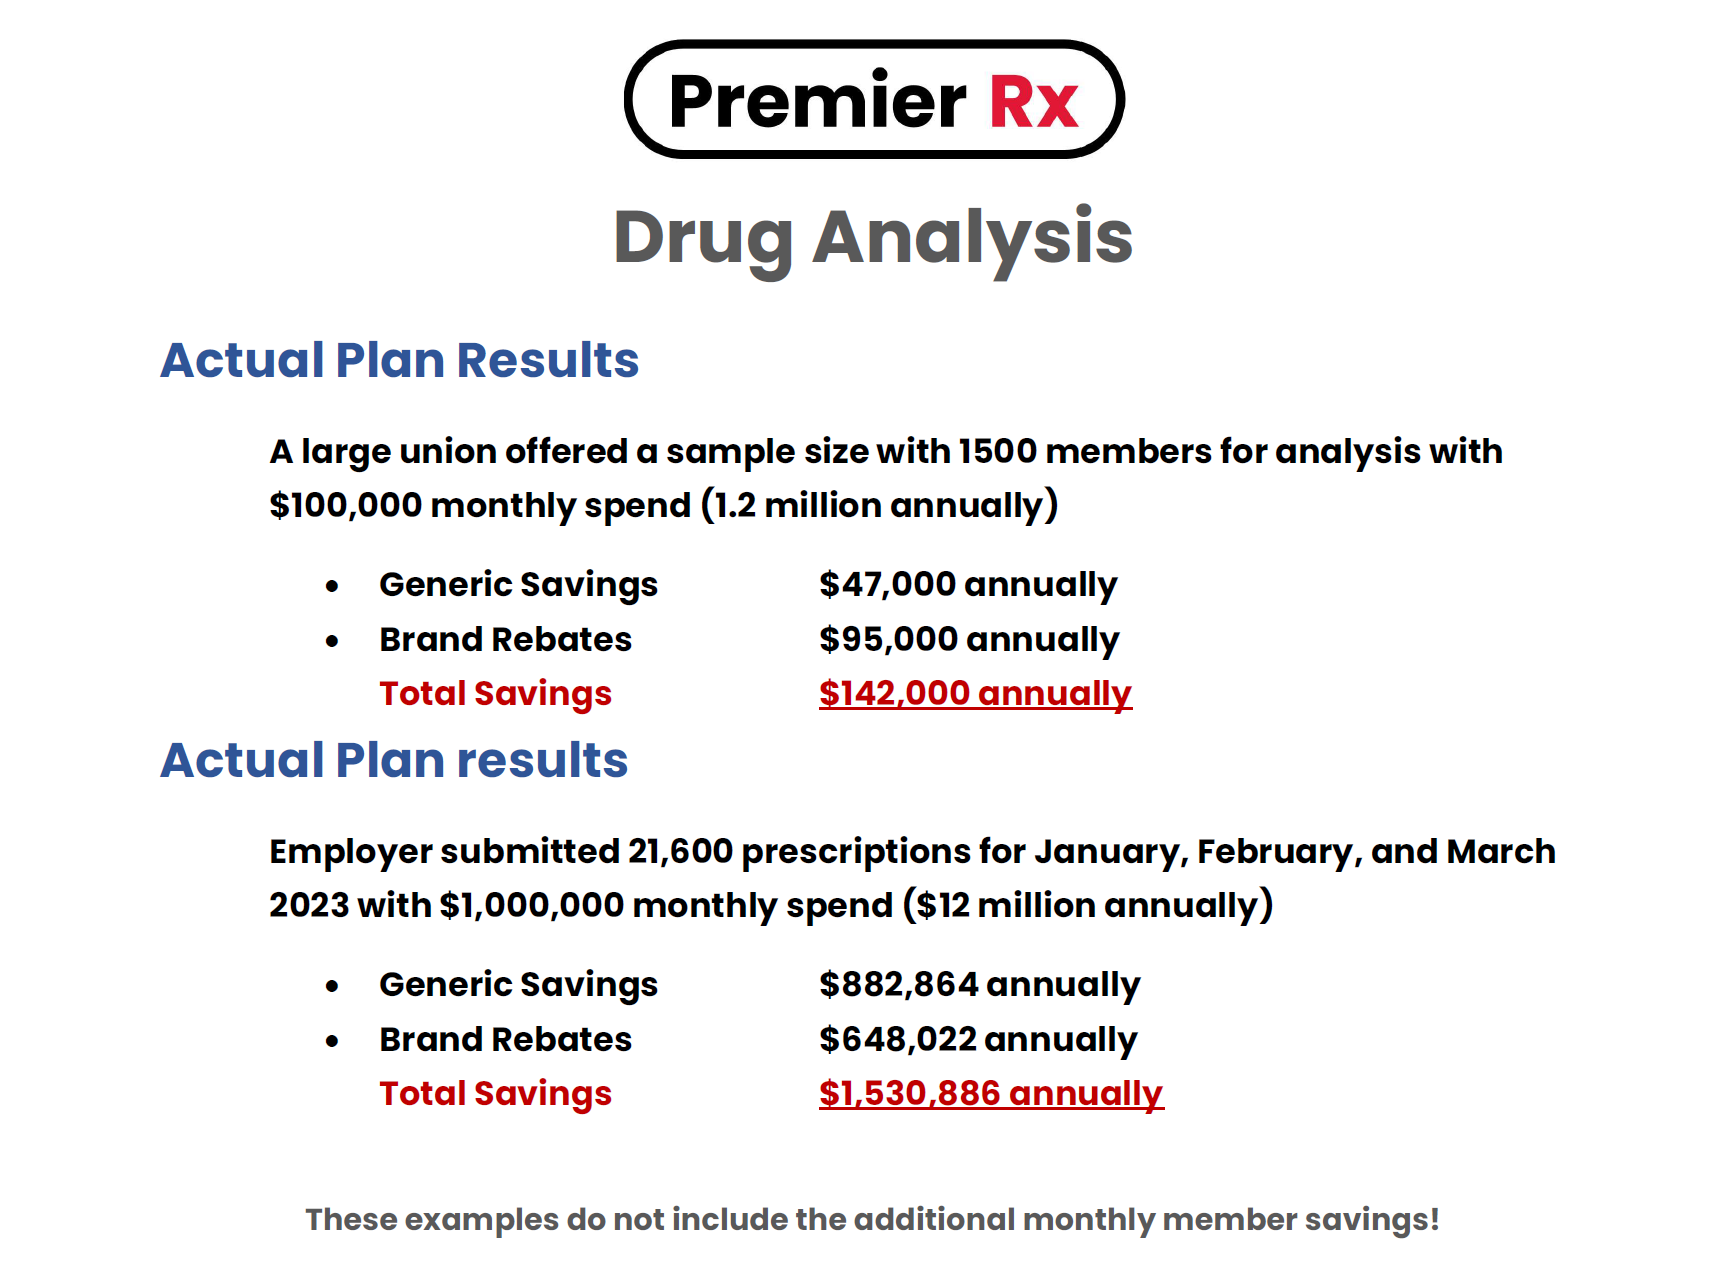 Premier Rx
Drug Analysis
Actual Plan Results
A large union offered a sample size with 1500 members for analysis with
$100,000 monthly spend (1.2 million annually)
• Generic Savings $47,000 annually
• Brand Rebates $95,000 annually
Total Savings $142,000 annually
Actual Plan results
Employer submitted 21,600 prescriptions for January, February, and March
2023 with $1,000,000 monthly spend ($12 million annually)
• Generic Savings $882,864 annually
• Brand Rebates $648,022 annually
Total Savings $1,530,886 annually
These examples do not include the additional monthly member savings!